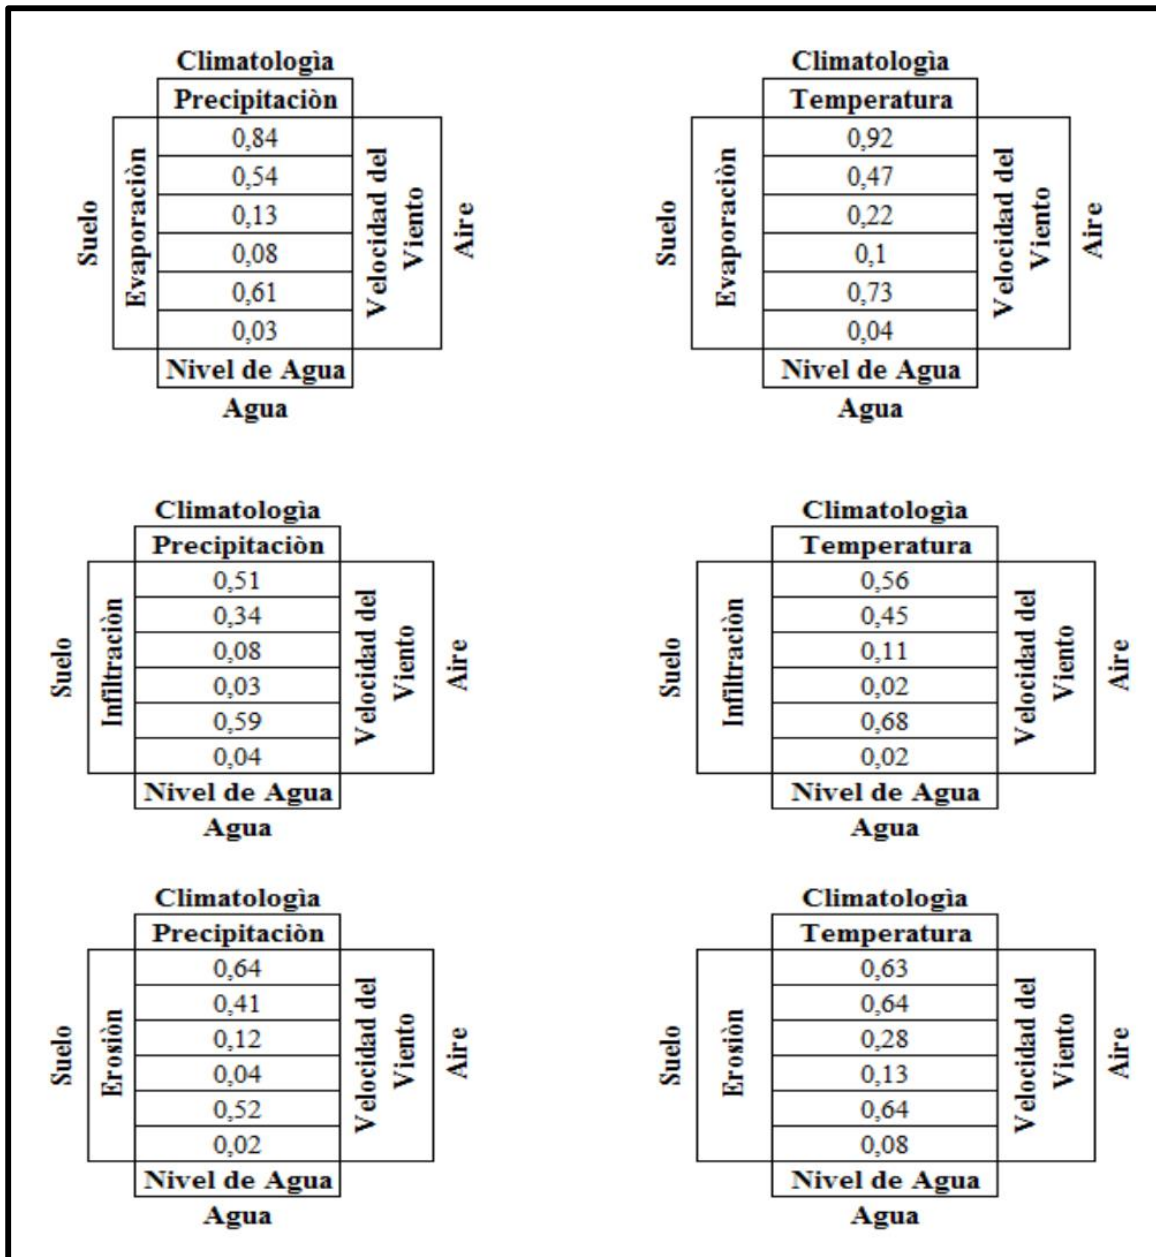 Climatologìa
Precipitaciòn
Suelo
Evaporaciòn
0,84
0,54
0,13
0,08
0,61
0,03
Velocidad del
Viento
Aire
Nivel de Agua
Agua
Climatologìa
Temperatura
Suelo
Evaporaciòn
0,92
0,47
0,22
0,1
0,73
0,04
Velocidad del
Viento
Aire
Nivel de Agua
Agua
Climatologìa
Precipitaciòn
Suelo
Infiltraciòn
0,51
0,34
0,08
0,03
0,59
0,04
Velocidad del
Viento
Aire
Nivel de Agua
Agua
Climatologìa
Temperatura
Suelo
Infiltraciòn
0,56
0,45
0,11
0,02
0,68
0,02
Velocidad del
Viento
Aire
Nivel de Agua
Agua
Climatologìa
Precipitaciòn
Suelo
Erosiòn
0,64
0,41
0,12
0,04
0,52
0,02
Velocidad del
Viento
Aire
Nivel de Agua
Agua
Climatologìa
Temperatura
Suelo
Erosiòn
0,63
0,64
0,28
0,13
0,64
0,08
Velocidad del
Viento
Aire
Nivel de Agua
Agua